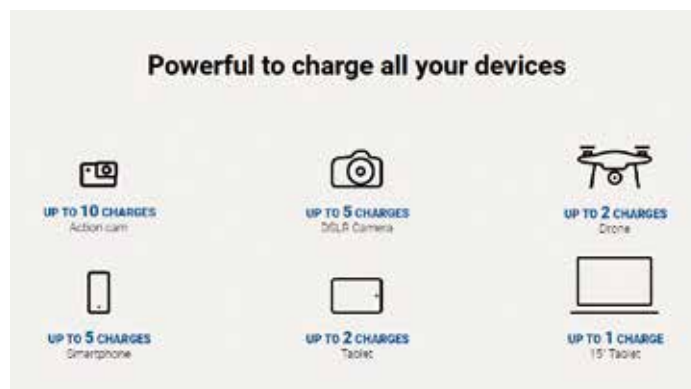 Powerful to charge all your devices
UP TO 10 CHARGES
Action cam
UP TO 5 CHARGES
DSLR Camera
UP TO 2 CHARGES
Drone
UP TO 5 CHARGES
Smartphone
UP TO 2 CHARGES
Tablet
UP TO 1 CHARGE
15' Tablet